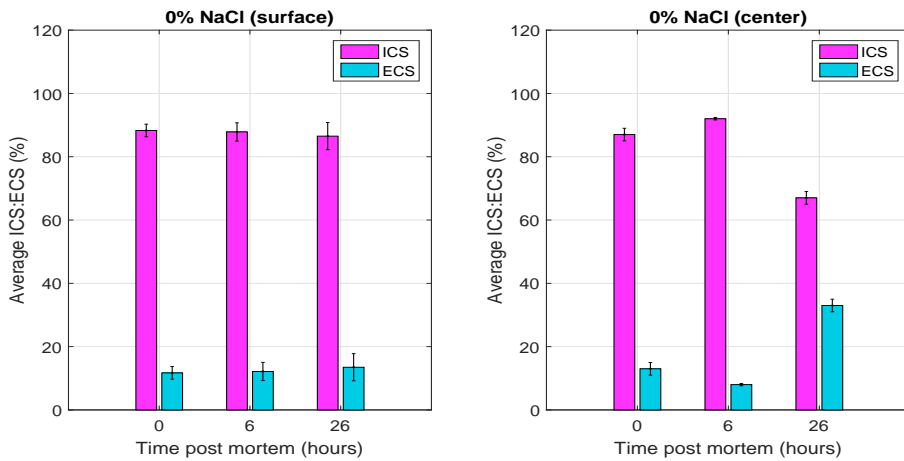 0% NaCl (surface)
120
100
80
60
40
20
0
Average ICS:ECS (%)
ICS
ECS
0
6
26
Time post mortem (hours)
0% NaCl (center)
120
100
80
60
40
20
0
Average ICS:ECS (%)
ICS
ECS
0
6
26
Time post mortem (hours)